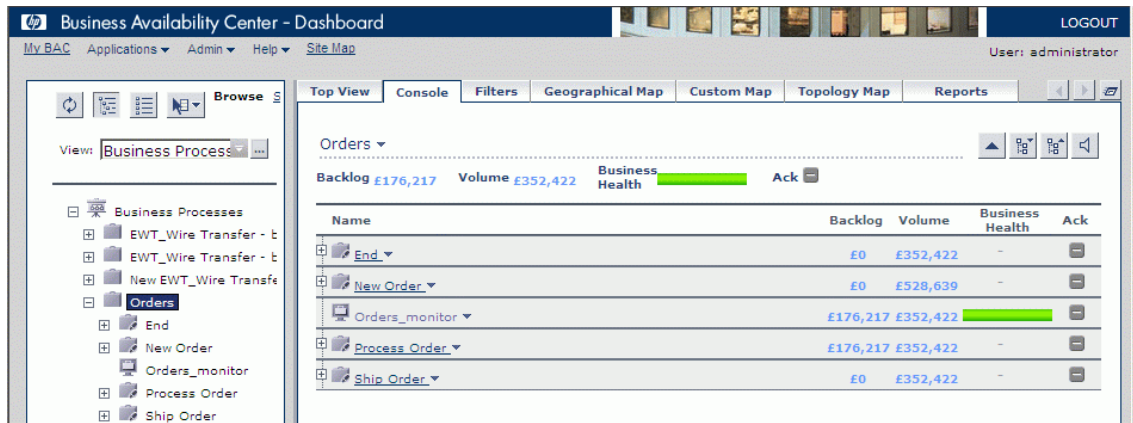 hp Business Availability Center – Dashboard LOGOUT
My BAC Applications Admin Help Site Map User: administrator
Browse S
View: Business Process ...
Business Processes
EWT_Wire Transfer - b
EWT_Wire Transfer - b
New EWT_Wire Transfe
Orders
End
New Order
Orders_monitor
Process Order
Ship Order
Top View Console Filters Geographical Map Custom Map Topology Map Reports
Orders
Backlog £176,217 Volume £352,422 Business Health Ack
Name Backlog Volume Business Health Ack
End £0 £352,422 -
New Order £0 £528,639 -
Orders_monitor £176,217 £352,422
Process Order £176,217 £352,422 -
Ship Order £0 £352,422 -